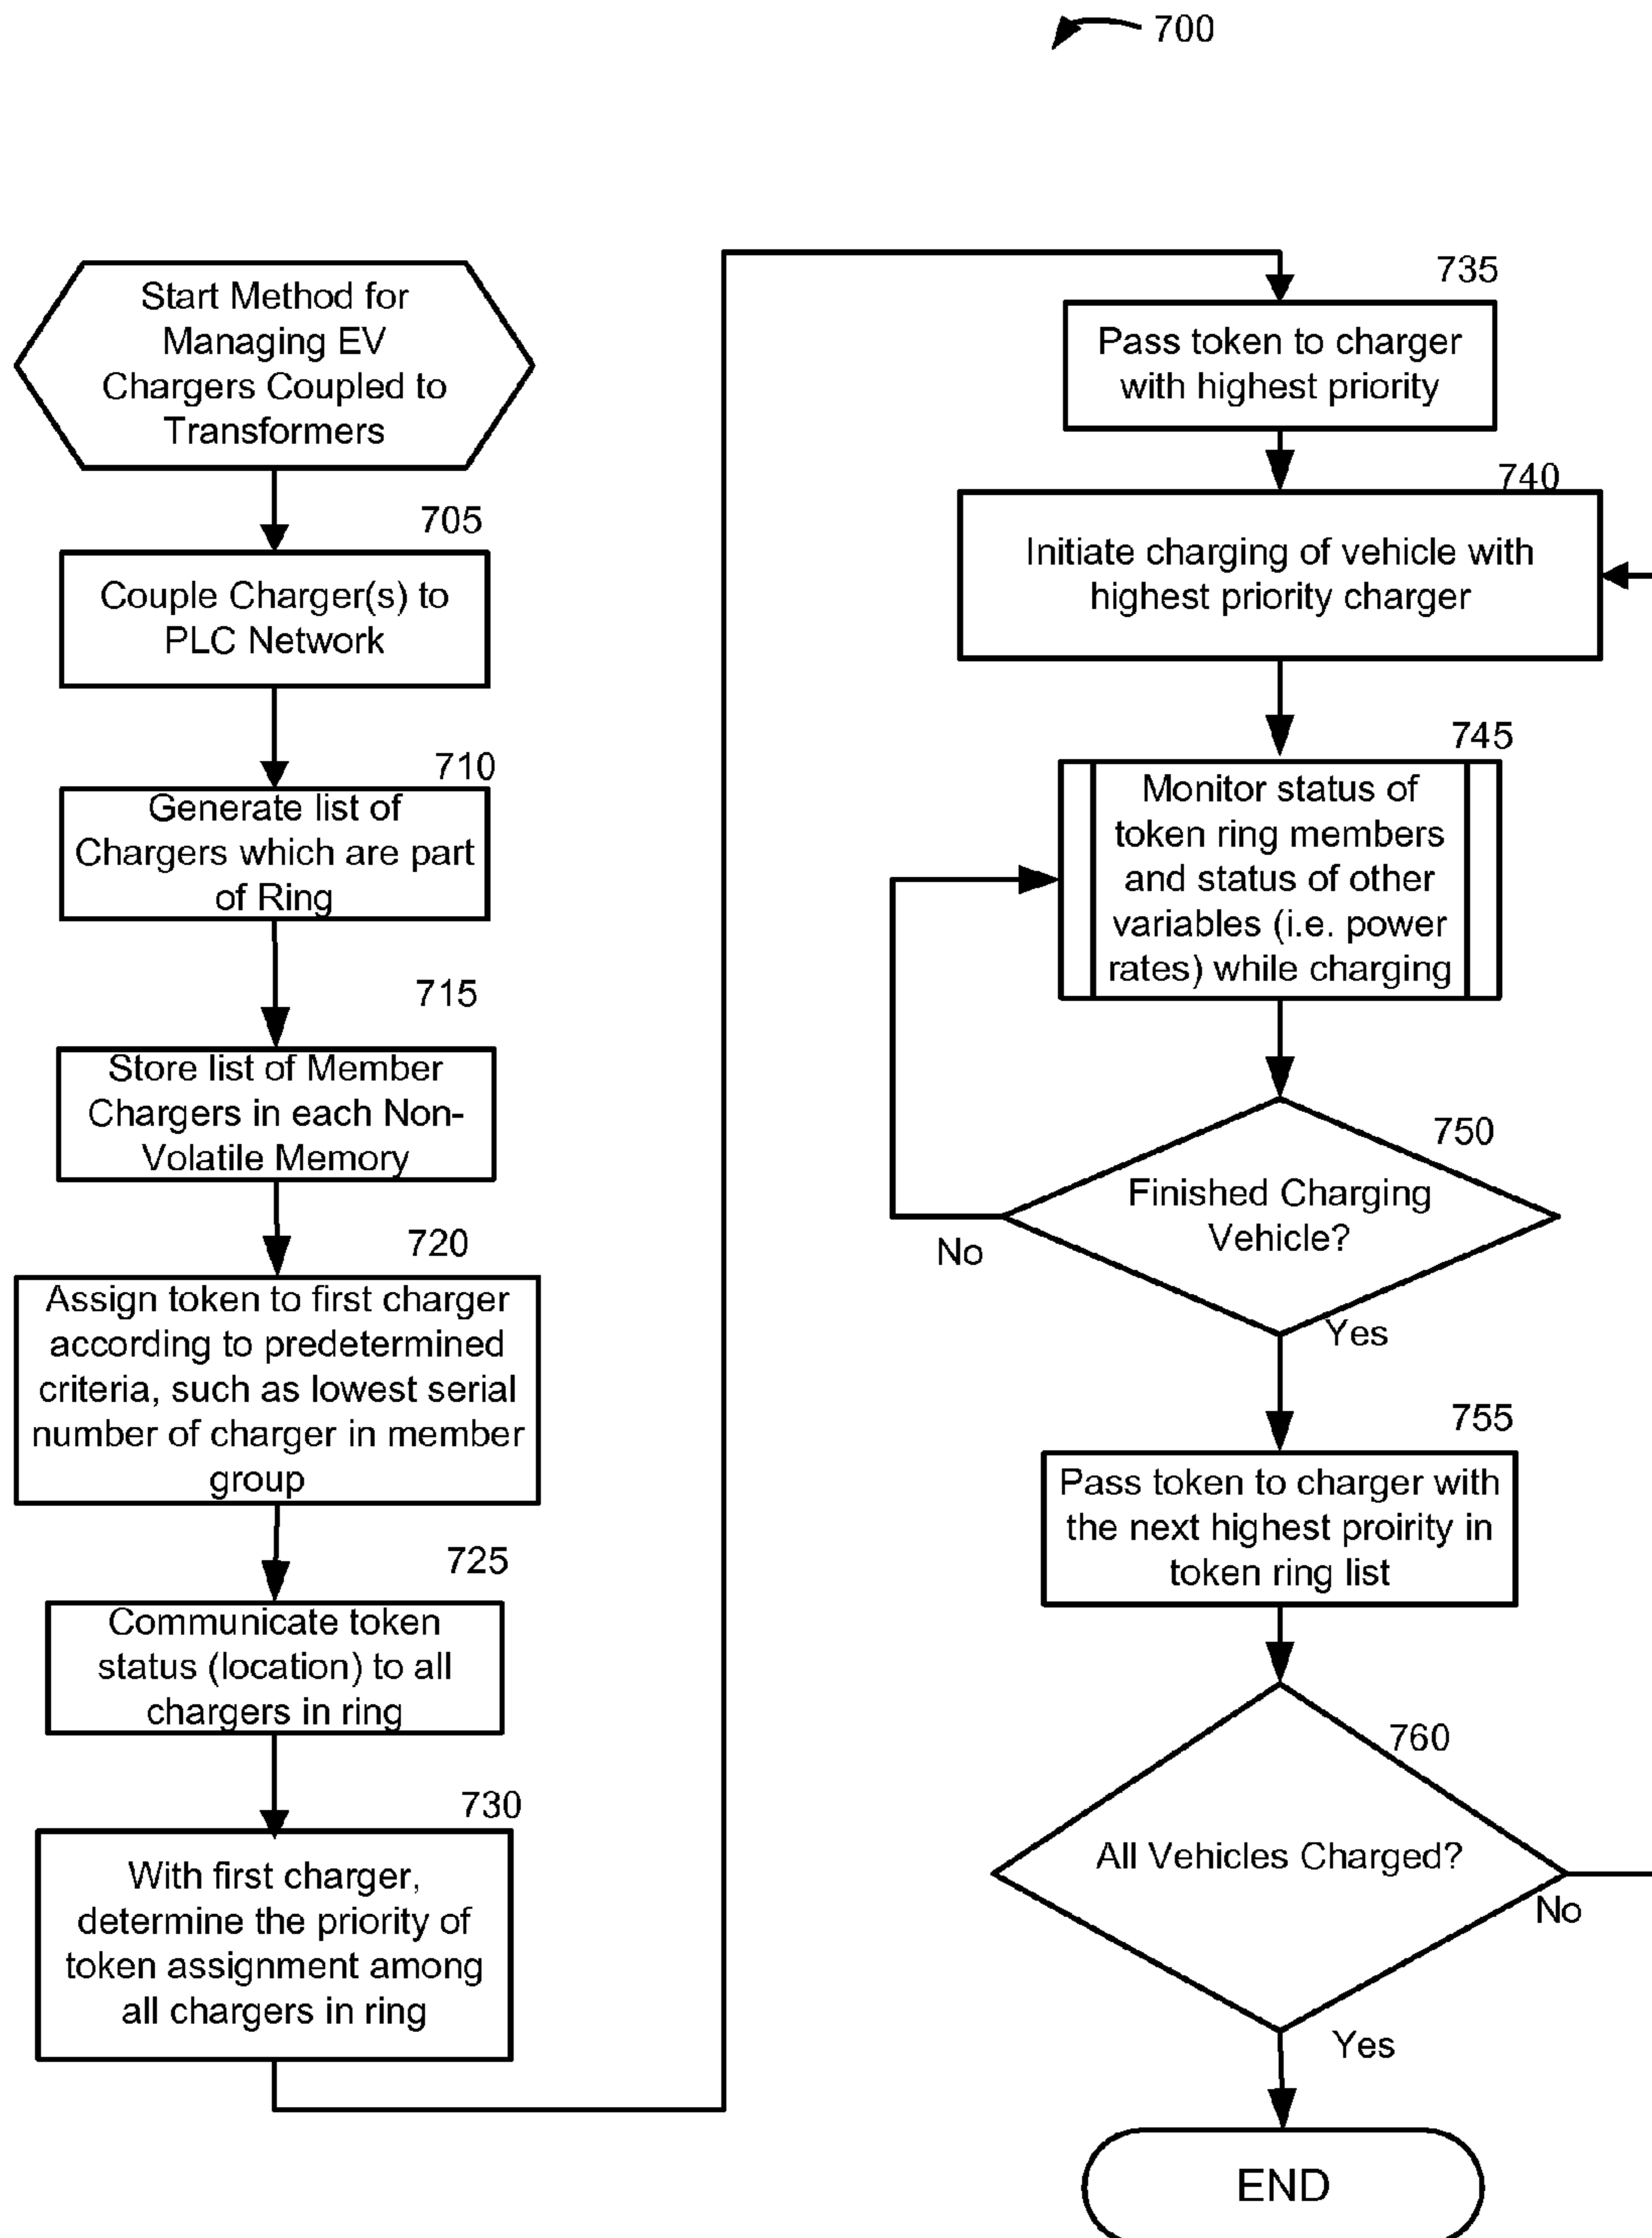 700
Start Method for
Managing EV
Chargers Coupled to
Transformers
705
Couple Charger(s) to
PLC Network
710
Generate list of
Chargers which are part
of Ring
715
Store list of Member
Chargers in each Non-
Volatile Memory
720
Assign token to first charger
according to predetermined
criteria, such as lowest serial
number of charger in member
group
725
Communicate token
status (location) to all
chargers in ring
730
With first charger,
determine the priority of
token assignment among
all chargers in ring
735
Pass token to charger
with highest priority
740
Initiate charging of vehicle with
highest priority charger
745
Monitor status of
token ring members
and status of other
variables (i.e. power
rates) while charging
750
Finished Charging
Vehicle?
No
Yes
755
Pass token to charger with
the next highest proirity in
token ring list
760
All Vehicles Charged?
No
Yes
END